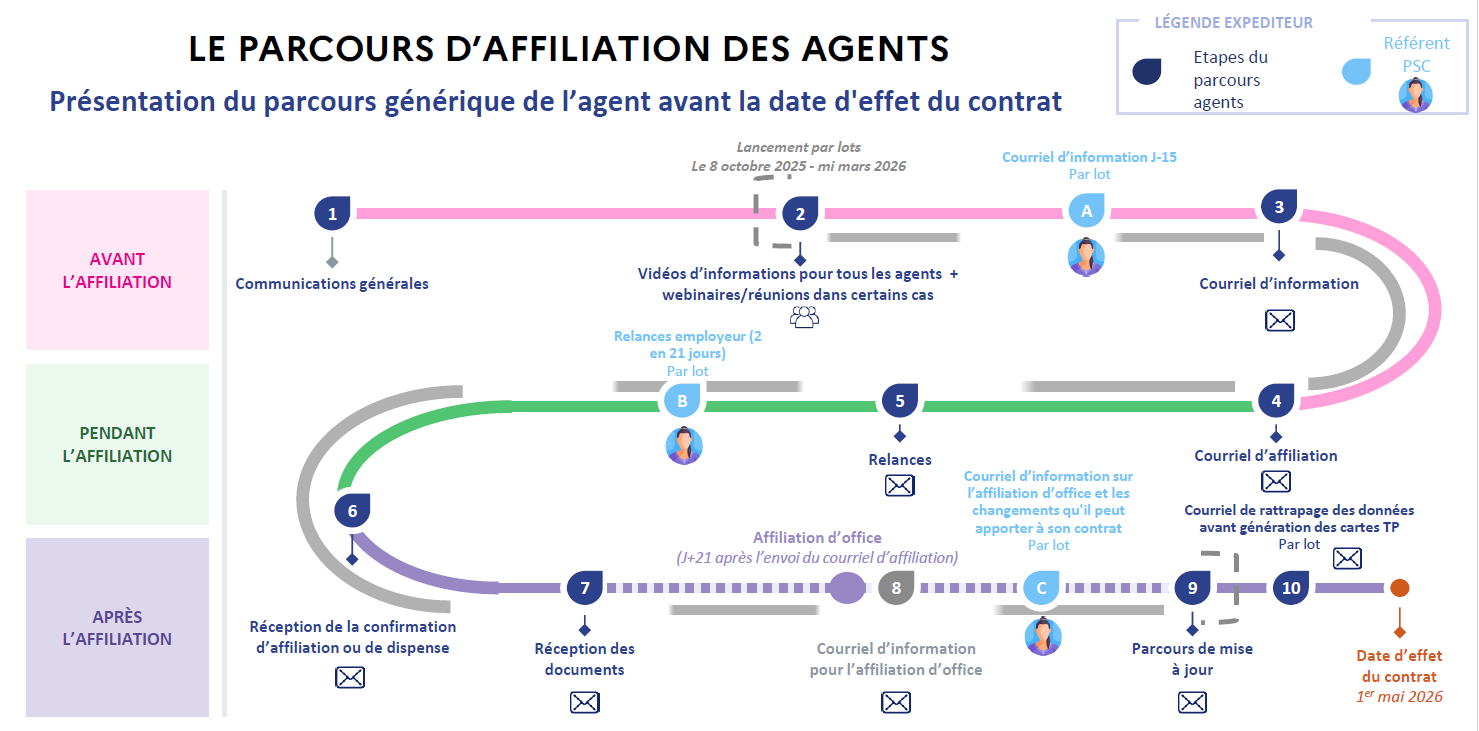 LE PARCOURS D’AFFILIATION DES AGENTS
Présentation du parcours générique de l’agent avant la date d'effet du contrat
LÉGENDE EXPEDITEUR
Etapes du
parcours
agents
Référent
PSC
AVANT
L’AFFILIATION
1
Communications générales
Lancement par lots
Le 8 octobre 2025 - mi mars 2026
2
Vidéos d’informations pour tous les agents +
webinaires/réunions dans certains cas
Courriel d’information J-15
Par lot
A
3
Courriel d’information
PENDANT
L’AFFILIATION
4
Courriel d’affiliation
5
Relances
Relances employeur (2
en 21 jours)
Par lot
B
6
Réception de la confirmation
d’affiliation ou de dispense
APRÈS
L’AFFILIATION
7
Réception des
documents
Affiliation d’office
(J+21 après l’envoi du courriel d’affiliation)
8
Courriel d’information
pour l’affiliation d’office
Courriel d’information sur
l’affiliation d’office et les
changements qu'il peut
apporter à son contrat
Par lot
C
9
Parcours de mise
à jour
Courriel de rattrapage des données
avant génération des cartes TP
Par lot
10
Date d’effet
du contrat
1er mai 2026